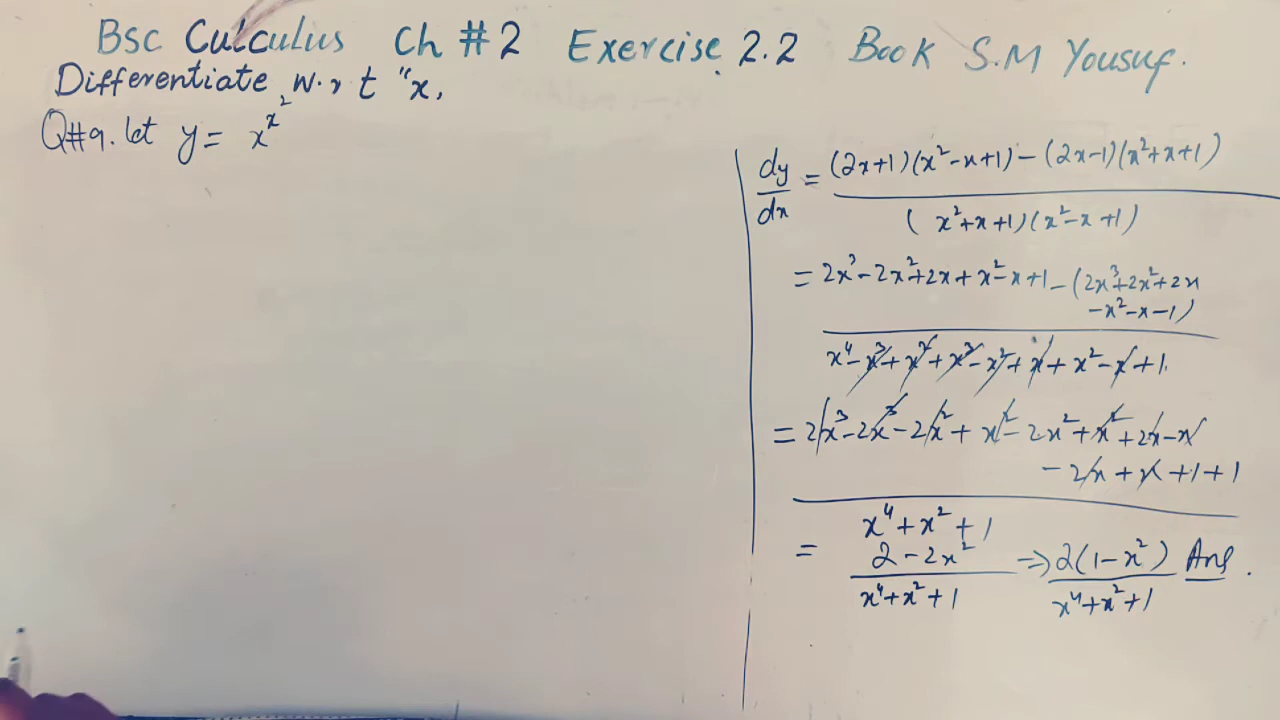 Bsc Calculus Ch #2 Exercise 2.2 Book S.M Yousuf.
Differentiate w.r t "x,
Q#9. let y = x^x^2
dy/dx = (2x+1)(x²-x+1) - (2x-1)(x²+x+1) / (x²+x+1)(x²-x+1)
= 2x³-2x²+2x+x²-x+1-(2x³+2x²+2x
-x²-x-1)
x⁴-x³+x²+x³-x²+x+x²-x+1
= 2x³-2x³-2x²+x²-2x²+x²+2x-x
-2x+x+1+1
x⁴+x²+1
= 2-2x² / x⁴+x²+1 => 2(1-x²) / x⁴+x²+1 Ans.